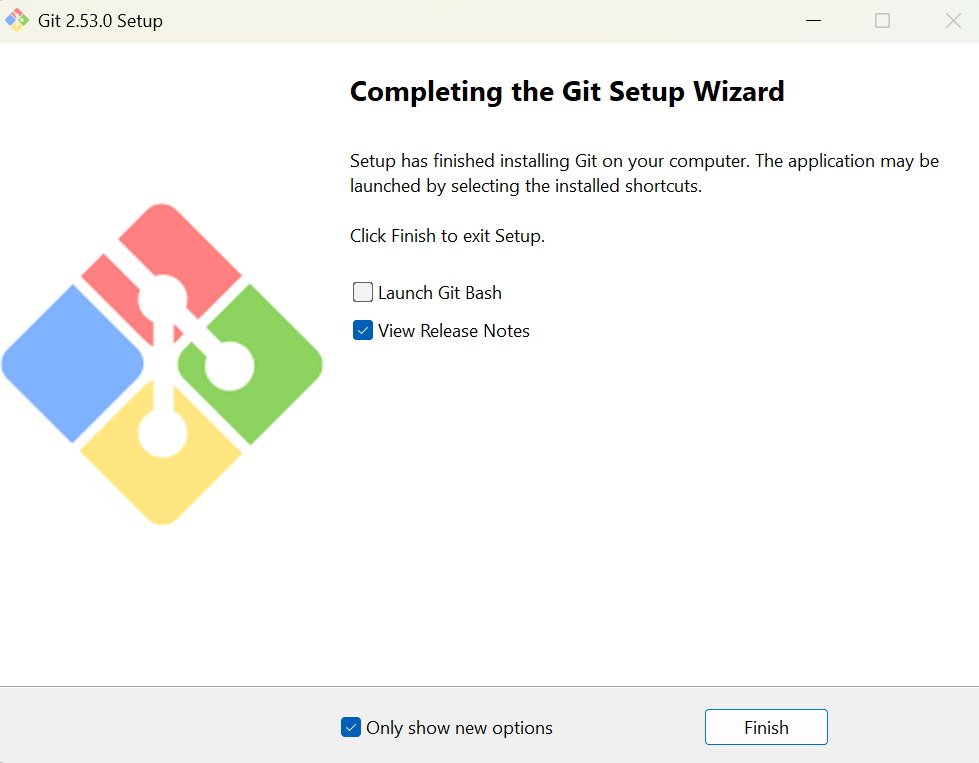 Git 2.53.0 Setup
Completing the Git Setup Wizard
Setup has finished installing Git on your computer. The application may be
launched by selecting the installed shortcuts.
Click Finish to exit Setup.
Launch Git Bash
View Release Notes
Only show new options
Finish